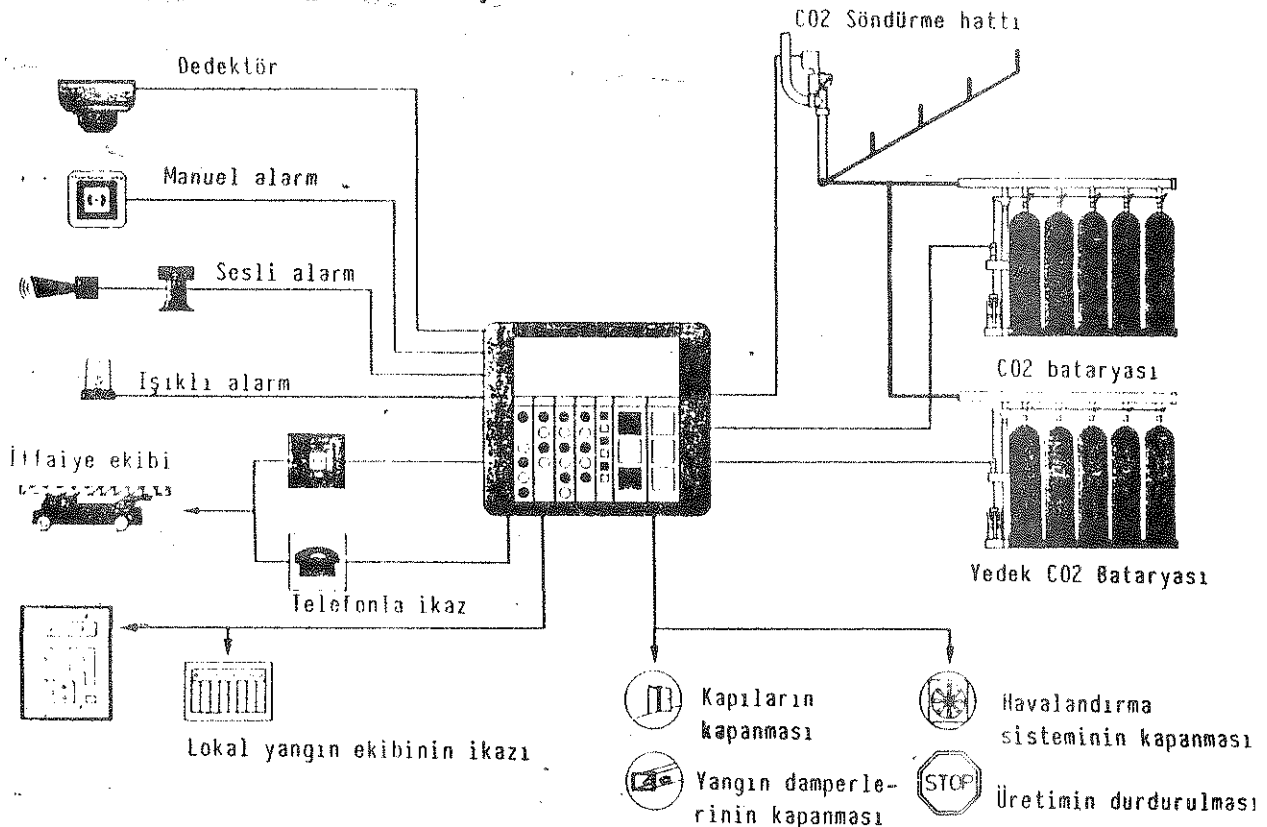 CO2 Söndürme hattı
Dedektör
Manuel alarm
Sesli alarm
Işıklı alarm
İtfaiye ekibi
Telefonla ikaz
Lokal yangın ekibinin ikazı
CO2 bataryası
Yedek CO2 Bataryası
Kapıların
kapanması
Yangın damperle-
rinin kapanması
Havalandırma
sisteminin kapanması
STOP
Üretimin durdurulması